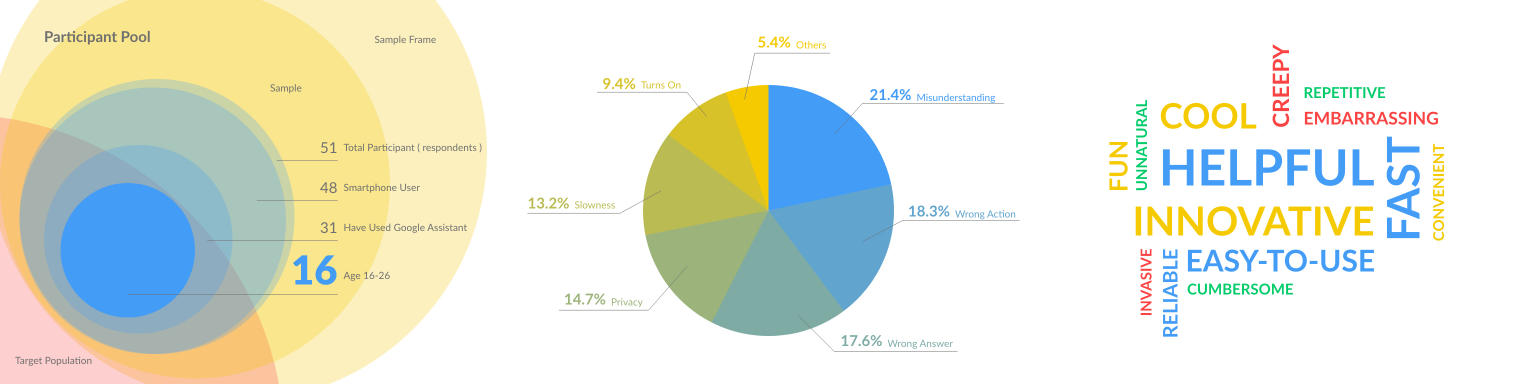 Participant Pool
Sample Frame
Sample
51 Total Participant ( respondents )
48 Smartphone User
31 Have Used Google Assistant
16 Age 16-26
Target Population
5.4% Others
9.4% Turns On
21.4% Misunderstanding
13.2% Slowness
18.3% Wrong Action
14.7% Privacy
17.6% Wrong Answer
CREEPY
REPETITIVE
COOL
EMBARRASSING
UNNATURAL
FUN
HELPFUL
FAST
CONVENIENT
INNOVATIVE
INVASIVE
RELIABLE
EASY-TO-USE
CUMBERSOME